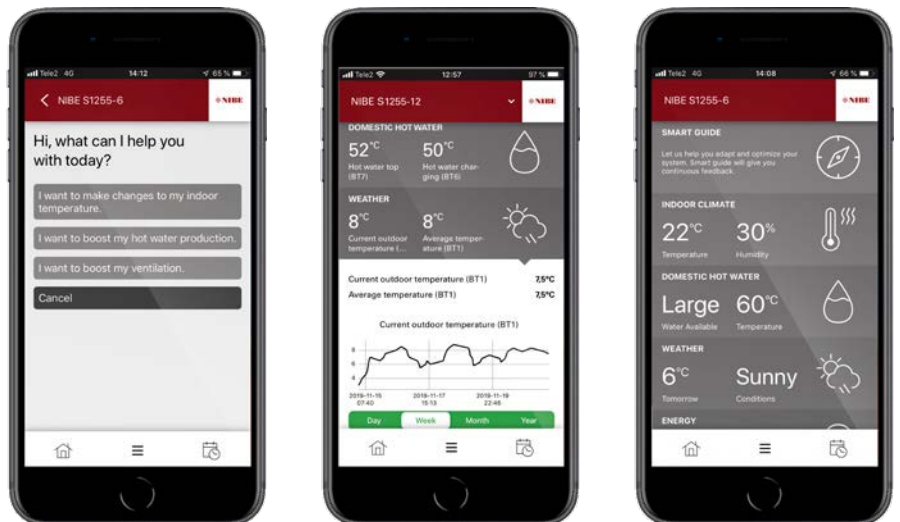 Tele2 4G 14:12 65 %
NIBE S1255-6
NIBE
Hi, what can I help you
with today?
I want to make changes to my indoor
temperature.
I want to boost my hot water production.
I want to boost my ventilation.
Cancel
Tele2 12:57 97 %
NIBE S1255-12
NIBE
DOMESTIC HOT WATER
52°C 50°C
Hot water top Hot water char-
(BT7) ging (BT6)
WEATHER
8°C 8°C
Current outdoor Average temper-
temperature (... ature (BT1)
Current outdoor temperature (BT1) 7,5°C
Average temperature (BT1) 7,5°C
Current outdoor temperature (BT1)
8
6
4
2019-11-15 2019-11-17 2019-11-19
07:40 15:13 22:46
Day Week Month Year
Tele2 4G 14:08 66 %
NIBE S1255-6
NIBE
SMART GUIDE
Let us help you adapt and optimize your
system. Smart guide will give you
continuous feedback.
INDOOR CLIMATE
22°C 30%
Temperature Humidity
DOMESTIC HOT WATER
Large 60°C
Water Available Temperature
WEATHER
6°C Sunny
Tomorrow Conditions
ENERGY